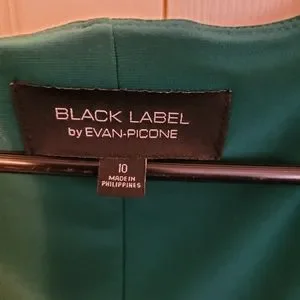 BLACK LABEL
by EVAN-PICONE
10
MADE IN
PHILIPPINES